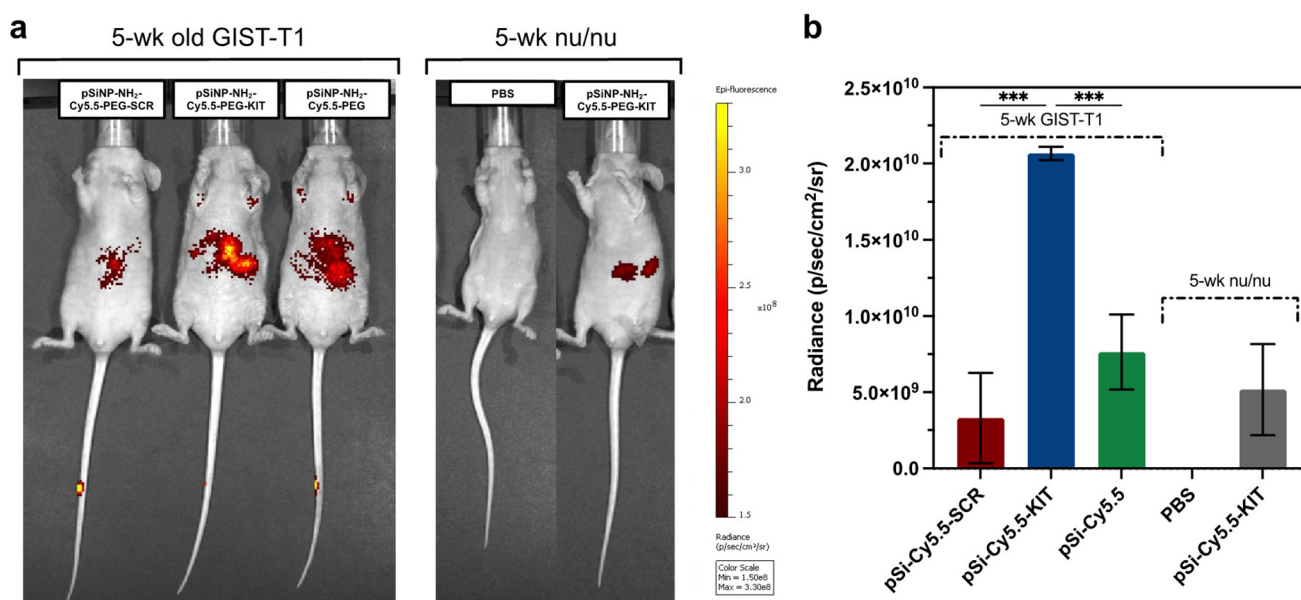 a
5-wk old GIST-T1
5-wk nu/nu
pSiNP-NH₂-
Cy5.5-PEG-SCR
pSiNP-NH₂-
Cy5.5-PEG-KIT
pSiNP-NH₂-
Cy5.5-PEG
PBS
pSiNP-NH₂-
Cy5.5-PEG-KIT
Epi-fluorescence
3.0
2.5
x10⁸
2.0
1.5
Radiance
(p/sec/cm²/sr)
Color Scale
Min = 1.50e8
Max = 3.30e8
b
Radiance (p/sec/cm²/sr)
2.5×10¹⁰
2.0×10¹⁰
1.5×10¹⁰
1.0×10¹⁰
5.0×10⁹
0.0
*** ***
5-wk GIST-T1
5-wk nu/nu
pSi-Cy5.5-SCR
pSi-Cy5.5-KIT
pSi-Cy5.5
PBS
pSi-Cy5.5-KIT